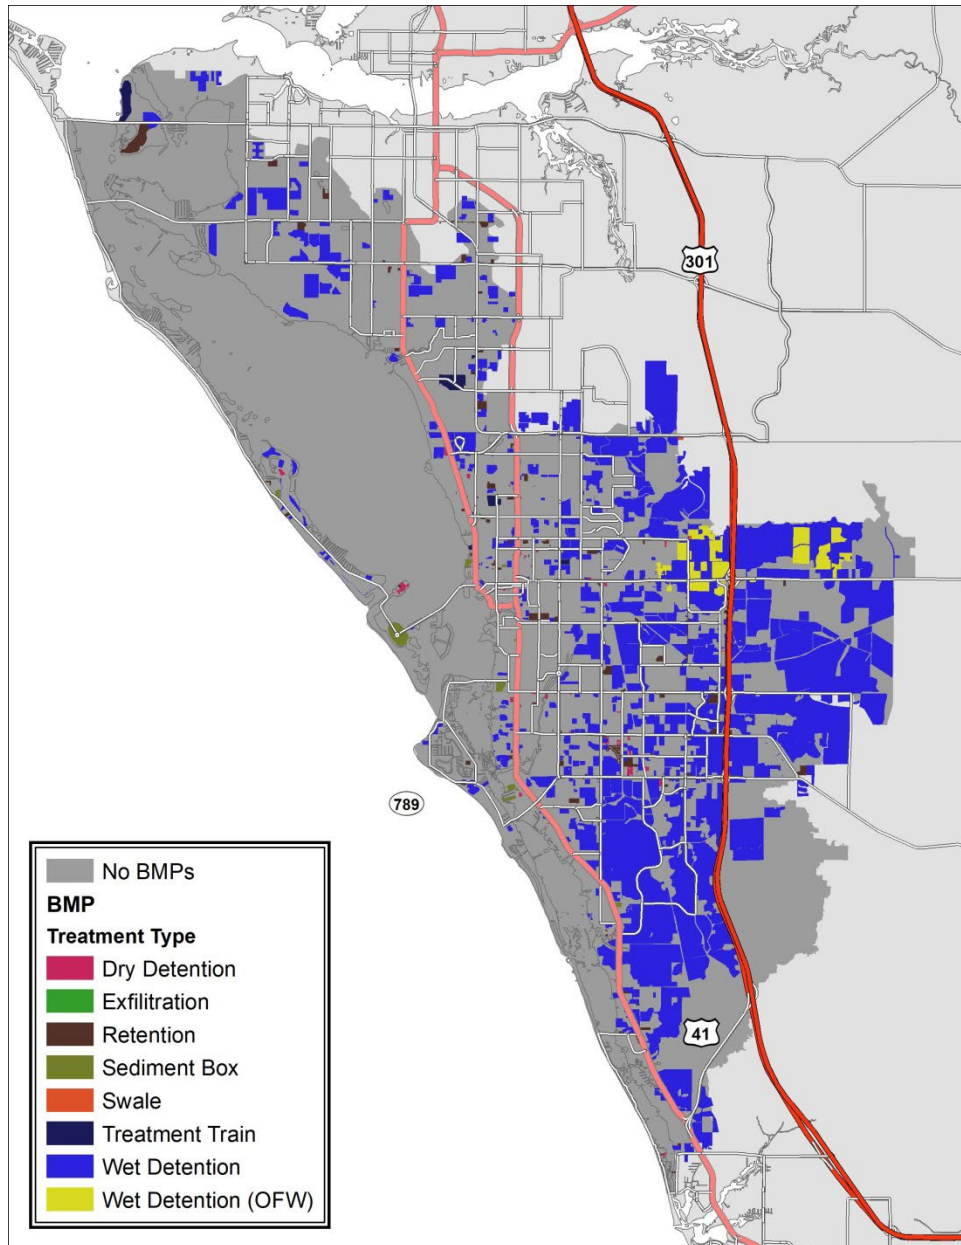 301
789
41
No BMPs
BMP
Treatment Type
Dry Detention
Exfiltration
Retention
Sediment Box
Swale
Treatment Train
Wet Detention
Wet Detention (OFW)